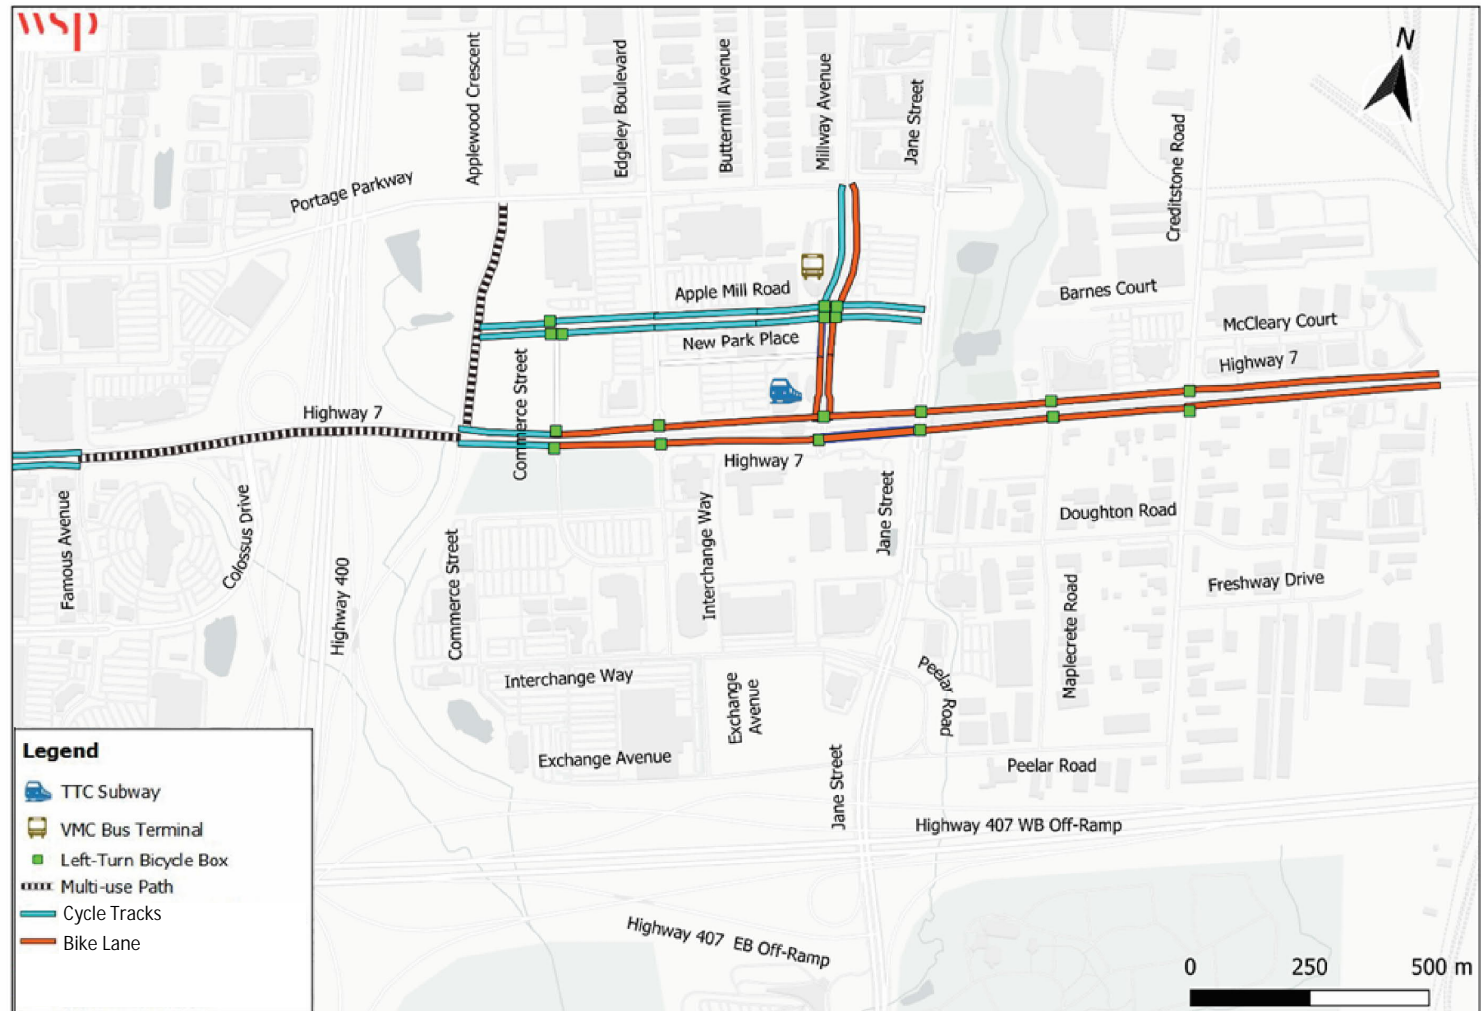 wsp
N
Applewood Crescent
Edgeley Boulevard
Buttermill Avenue
Millway Avenue
Jane Street
Creditstone Road
Portage Parkway
Apple Mill Road
Barnes Court
McCleary Court
New Park Place
Highway 7
Commerce Street
Highway 7
Highway 7
Famous Avenue
Colossus Drive
Highway 400
Commerce Street
Interchange Way
Jane Street
Doughton Road
Maplecrete Road
Freshway Drive
Interchange Way
Exchange
Avenue
Peelar Road
Exchange Avenue
Jane Street
Peelar Road
Highway 407 WB Off-Ramp
Highway 407 EB Off-Ramp
Legend
TTC Subway
VMC Bus Terminal
Left-Turn Bicycle Box
Multi-use Path
Cycle Tracks
Bike Lane
0 250 500 m